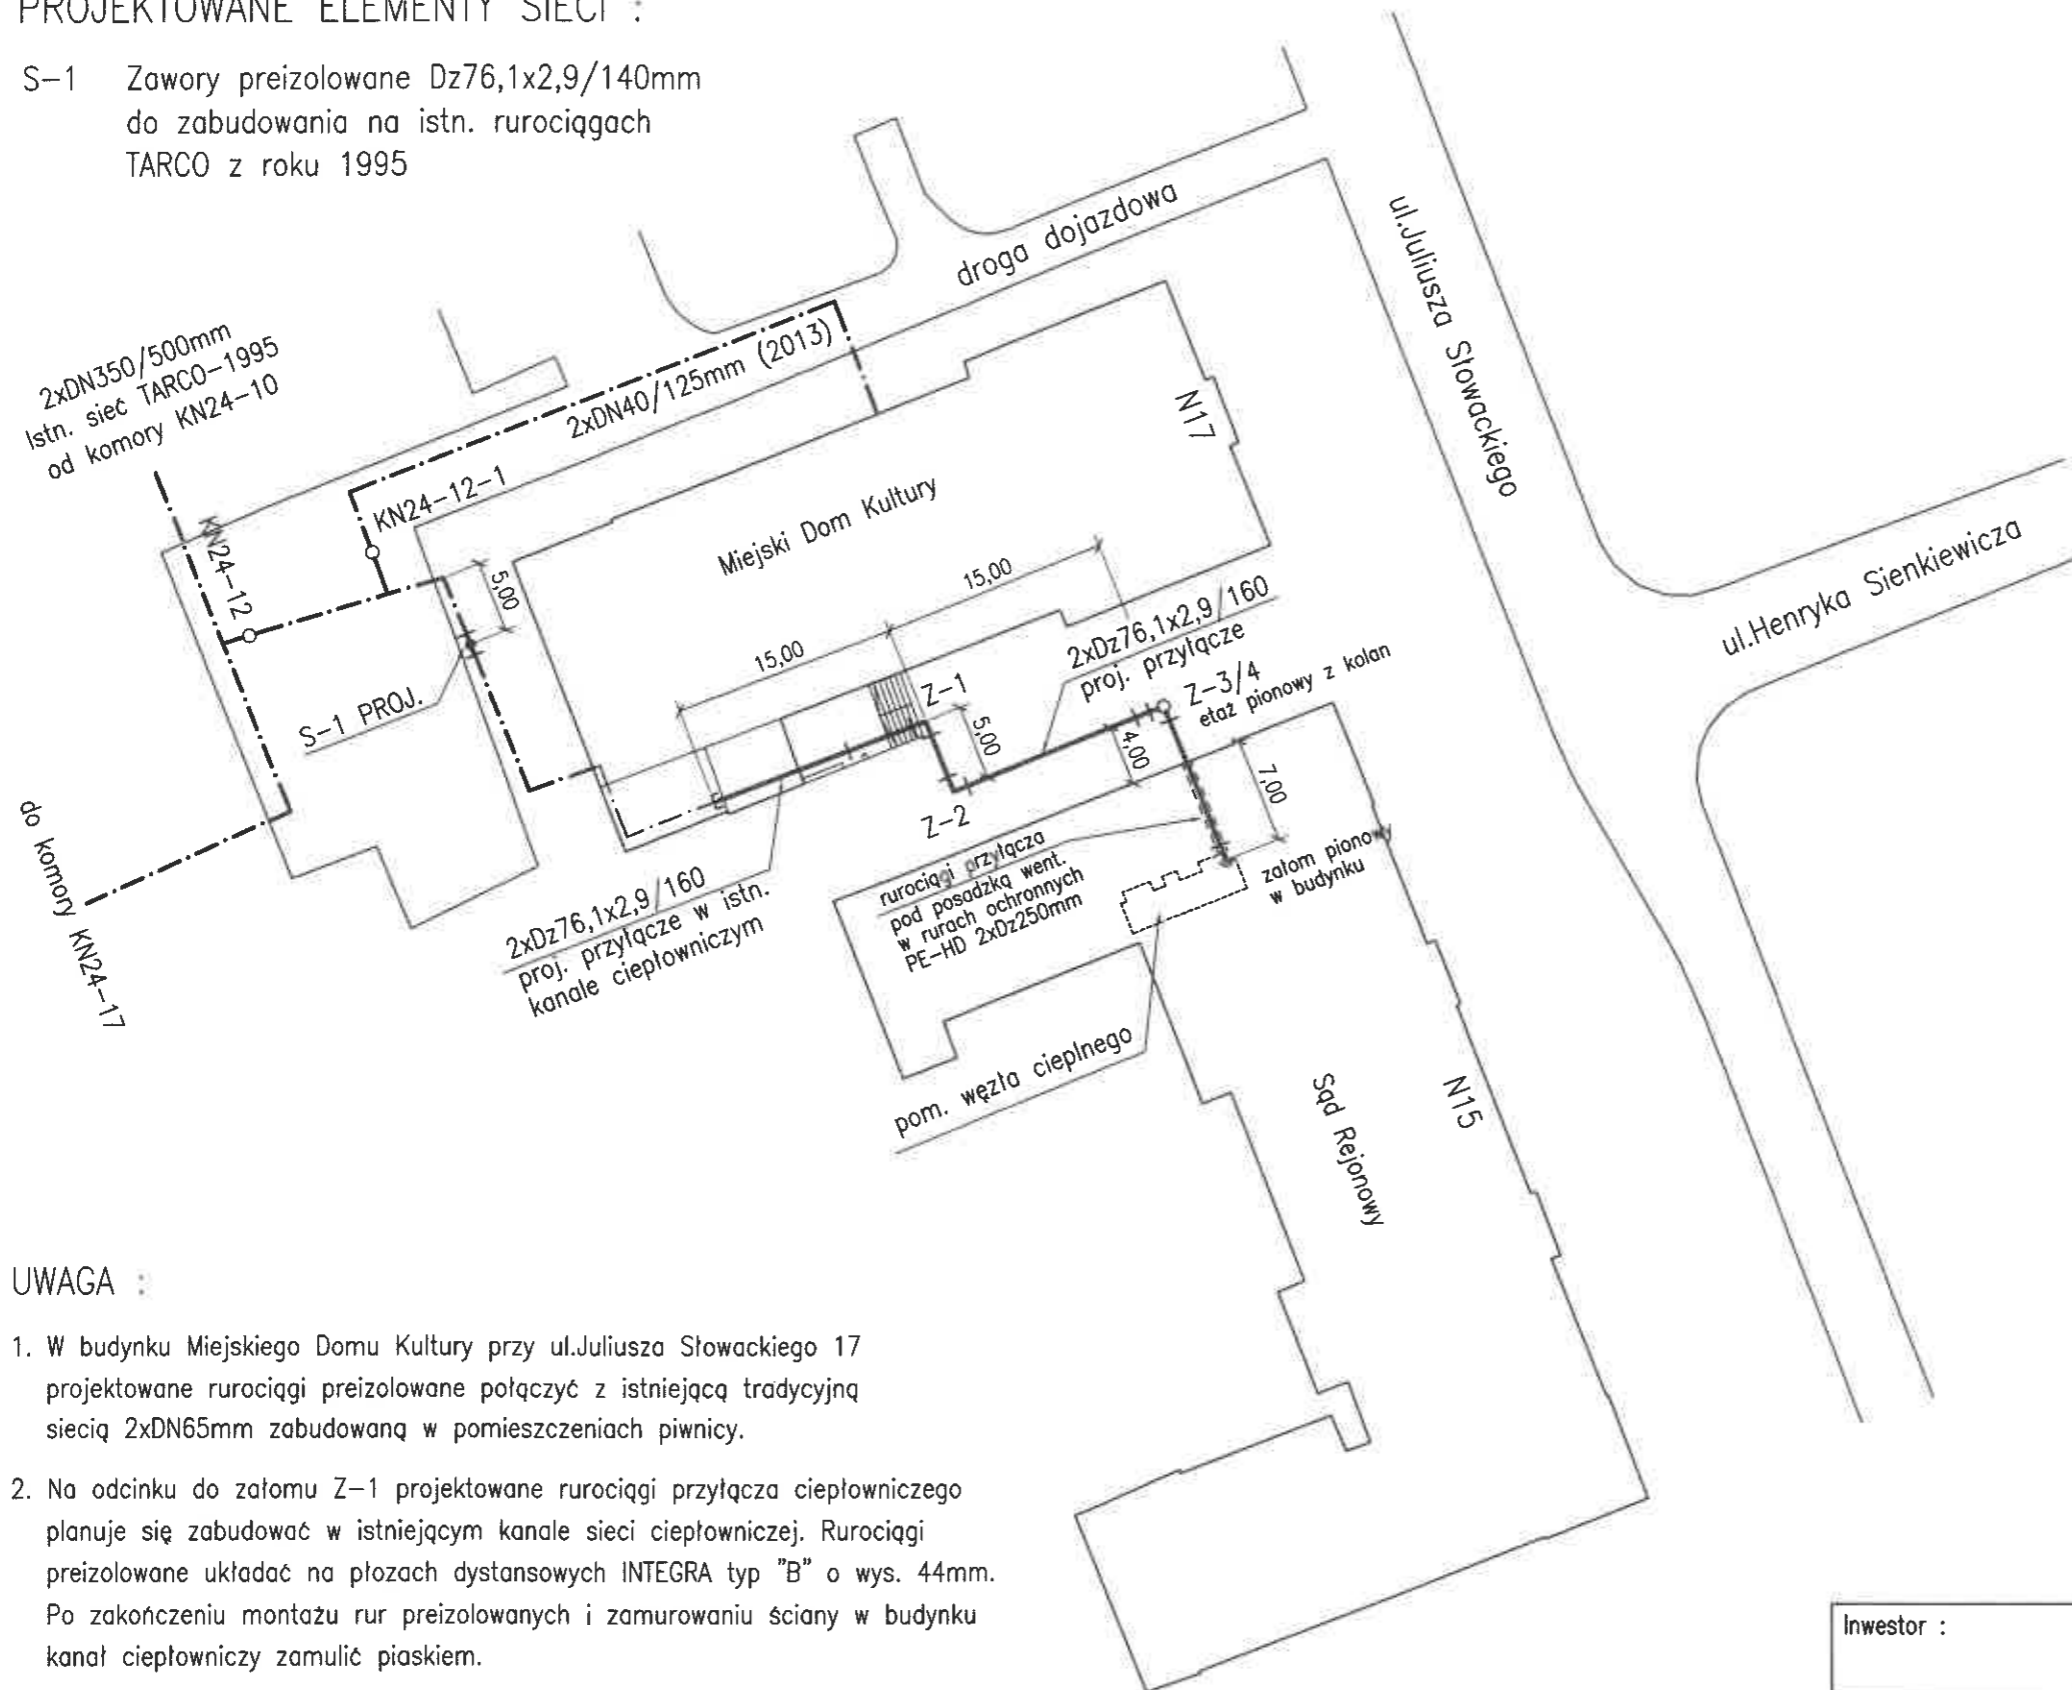 PROJEKTOWANE ELEMENTY SIECI :
S-1 Zawory preizolowane Dz76,1x2,9/140mm
do zabudowania na istn. rurociągach
TARCO z roku 1995
droga dojazdowa
ul.Juliusza Słowackiego
ul.Henryka Sienkiewicza
2xDN350/500mm
Istn. sieć TARCO-1995
od komory KN24-10
2xDN40/125mm (2013)
KN24-12-1
KN24-12
N17
Miejski Dom Kultury
5,00
15,00
15,00
S-1 PROJ.
2xDz76,1x2,9/160
proj. przyłącze
Z-1
Z-3/4
etaż pionowy z kolan
5,00
4,00
7,00
Z-2
do komory KN24-17
rurociągi przyłącza
pod posadzką went.
w rurach ochronnych
PE-HD 2xDz250mm
załom pionowy
w budynku
2xDz76,1x2,9/160
proj. przyłącze w istn.
kanale ciepłowniczym
pom. węzła cieplnego
Sąd Rejonowy
N15
UWAGA :
1. W budynku Miejskiego Domu Kultury przy ul.Juliusza Słowackiego 17
projektowane rurociągi preizolowane połączyć z istniejącą tradycyjną
siecią 2xDN65mm zabudowaną w pomieszczeniach piwnicy.
2. Na odcinku do załomu Z-1 projektowane rurociągi przyłącza ciepłowniczego
planuje się zabudować w istniejącym kanale sieci ciepłowniczej. Rurociągi
preizolowane układać na płozach dystansowych INTEGRA typ "B" o wys. 44mm.
Po zakończeniu montażu rur preizolowanych i zamurowaniu ściany w budynku
kanał ciepłowniczy zamulić piaskiem.
Inwestor :